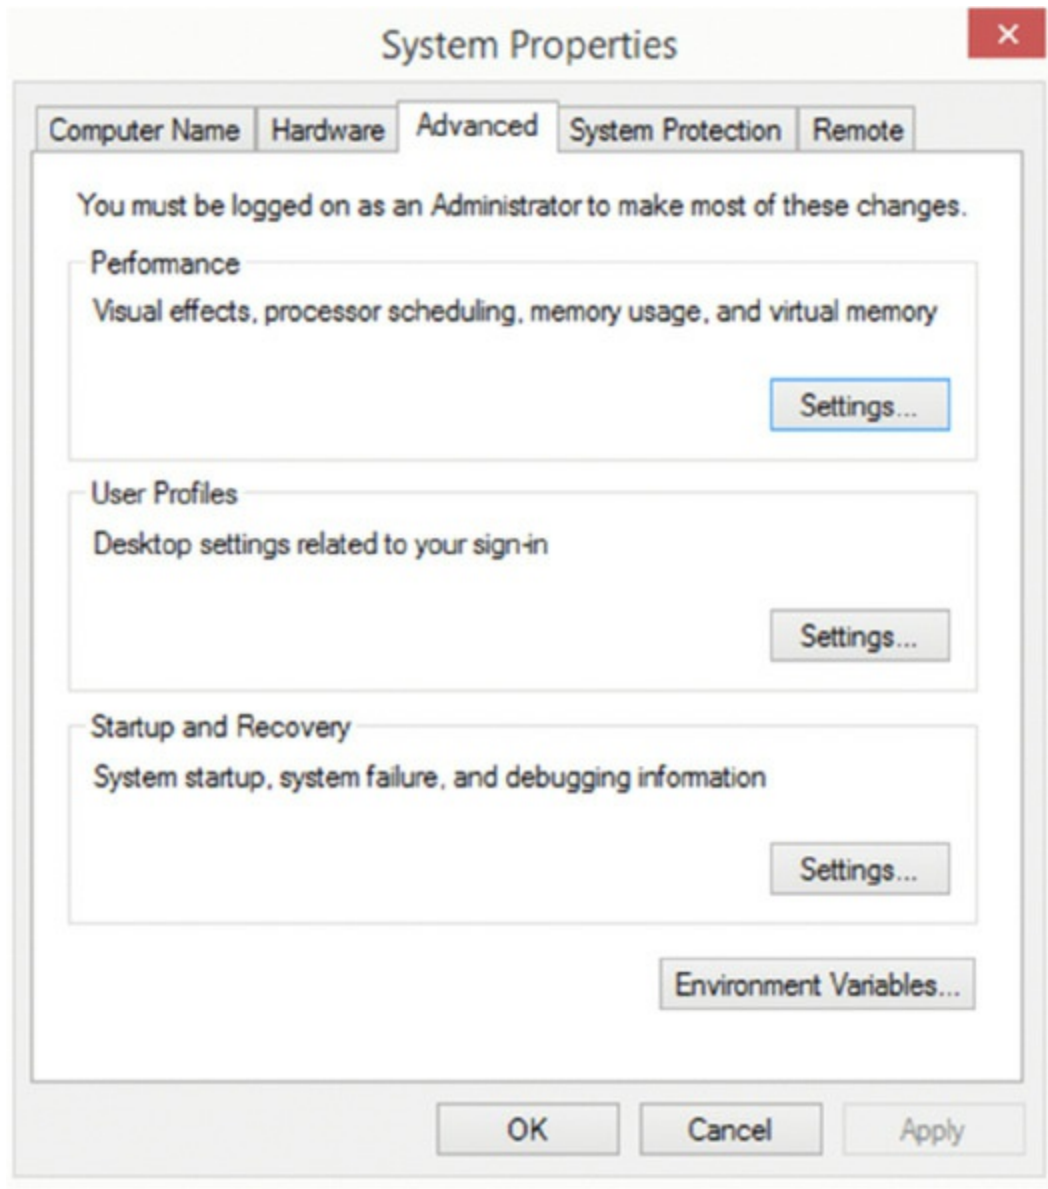 System Properties
Computer Name Hardware Advanced System Protection Remote
You must be logged on as an Administrator to make most of these changes.
Performance
Visual effects, processor scheduling, memory usage, and virtual memory
Settings...
User Profiles
Desktop settings related to your sign-in
Settings...
Startup and Recovery
System startup, system failure, and debugging information
Settings...
Environment Variables...
OK Cancel Apply